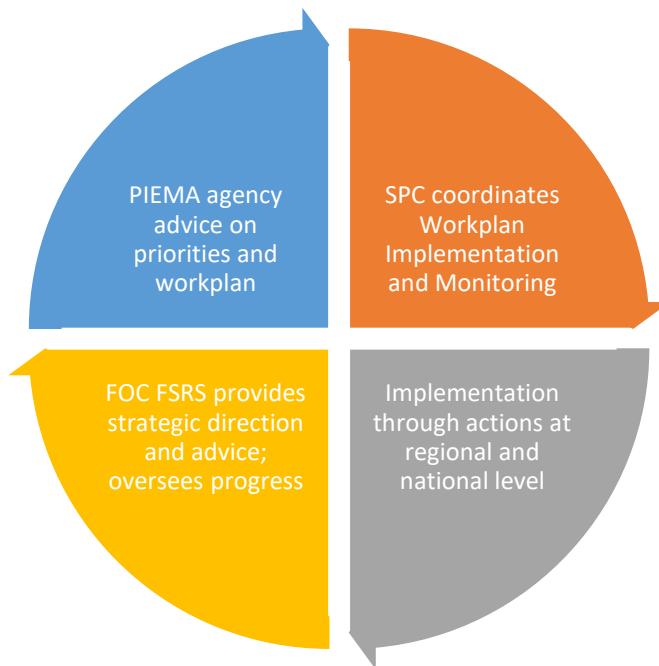 PIEMA agency
advice on
priorities and
workplan
SPC coordinates
Workplan
Implementation
and Monitoring
FOC FSRS provides
strategic direction
and advice;
oversees progress
Implementation
through actions at
regional and
national level